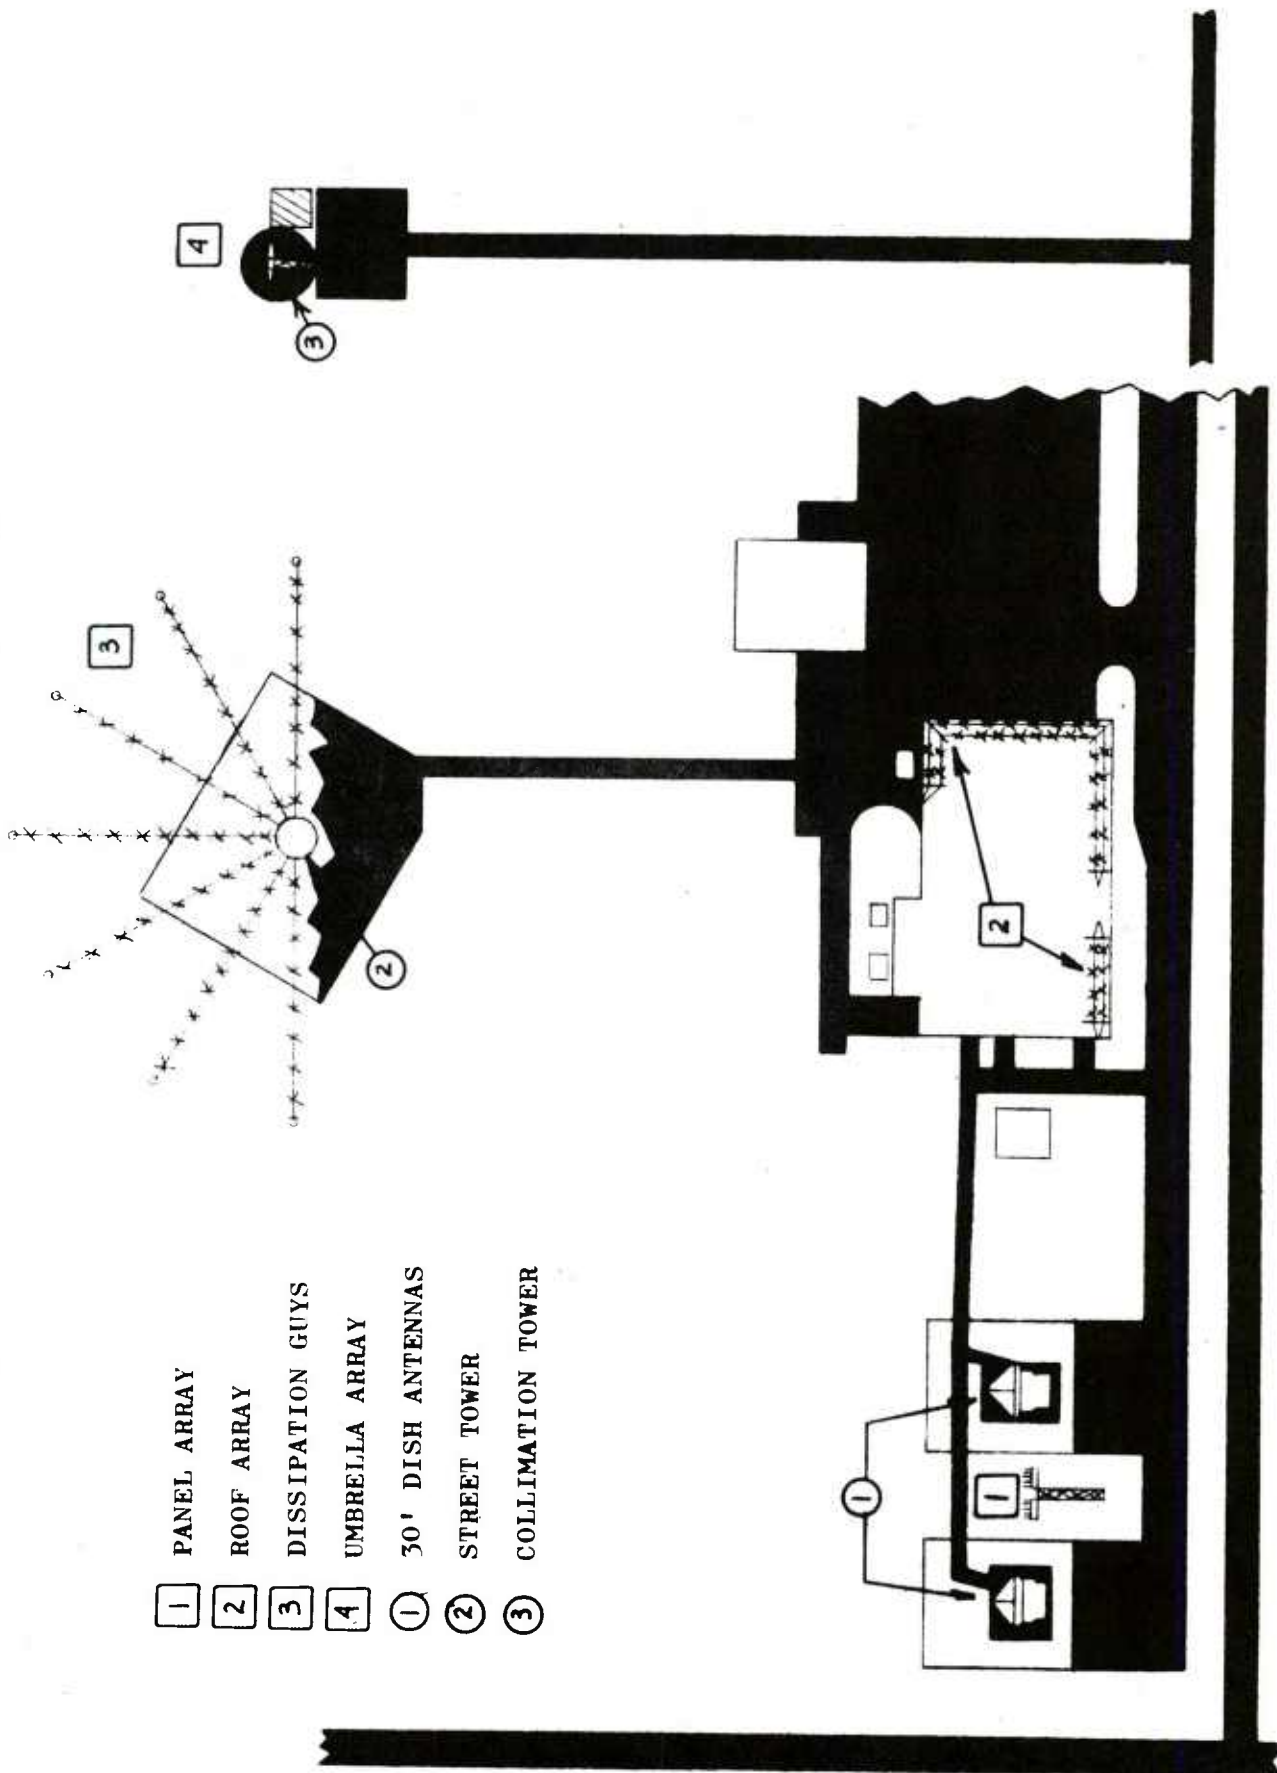 1 PANEL ARRAY
2 ROOF ARRAY
3 DISSIPATION GUYS
4 UMBRELLA ARRAY
1 30' DISH ANTENNAS
2 STREET TOWER
3 COLLIMATION TOWER
3
4
3
2
2
1
1